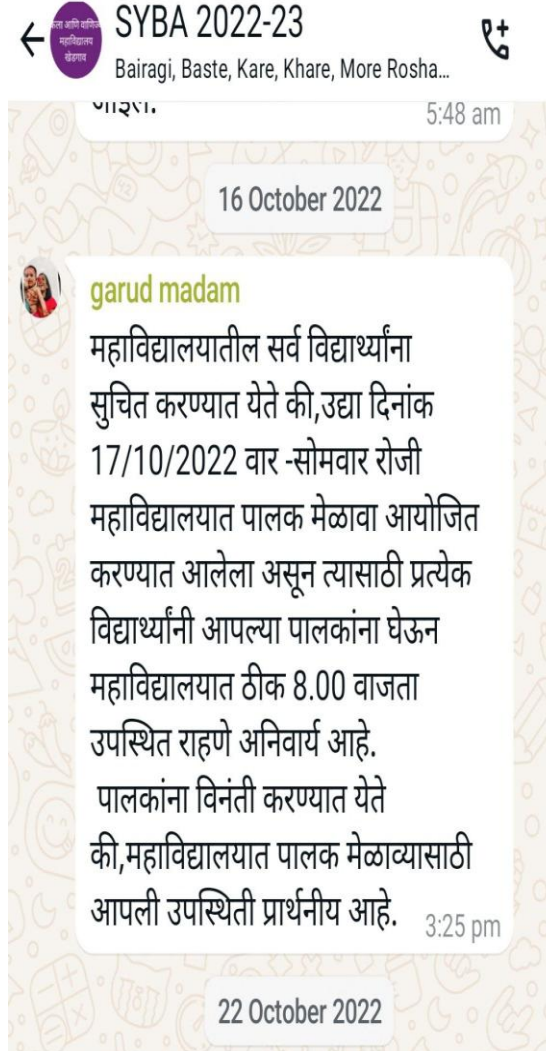 SYBA 2022-23
Bairagi, Baste, Kare, Khare, More Rosha...
5:48 am
16 October 2022
garud madam
महाविद्यालयातील सर्व विद्यार्थ्यांना
सुचित करण्यात येते की,उद्या दिनांक
17/10/2022 वार -सोमवार रोजी
महाविद्यालयात पालक मेळावा आयोजित
करण्यात आलेला असून त्यासाठी प्रत्येक
विद्यार्थ्यांनी आपल्या पालकांना घेऊन
महाविद्यालयात ठीक 8.00 वाजता
उपस्थित राहणे अनिवार्य आहे.
पालकांना विनंती करण्यात येते
की,महाविद्यालयात पालक मेळाव्यासाठी
आपली उपस्थिती प्रार्थनीय आहे.
3:25 pm
22 October 2022